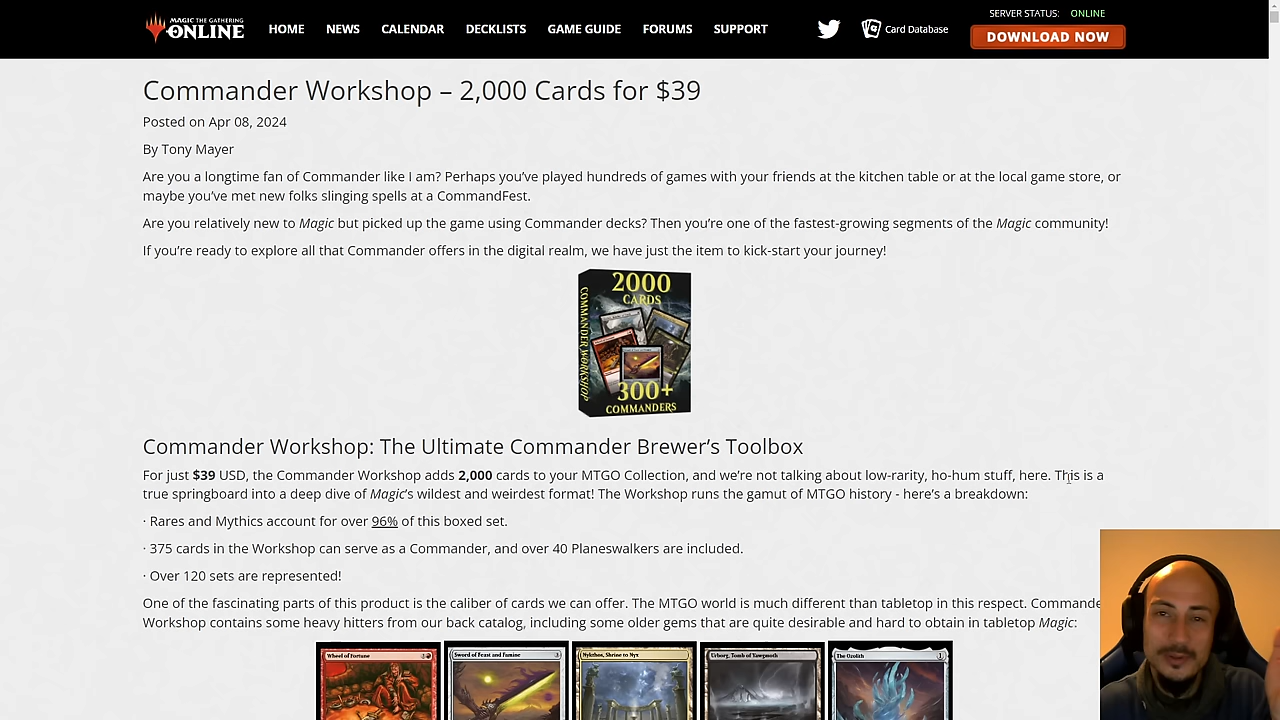 MAGIC THE GATHERING
ONLINE
HOME
NEWS
CALENDAR
DECKLISTS
GAME GUIDE
FORUMS
SUPPORT
Card Database
SERVER STATUS: ONLINE
DOWNLOAD NOW
Commander Workshop – 2,000 Cards for $39
Posted on Apr 08, 2024
By Tony Mayer
Are you a longtime fan of Commander like I am? Perhaps you’ve played hundreds of games with your friends at the kitchen table or at the local game store, or
maybe you’ve met new folks slinging spells at a CommandFest.
Are you relatively new to Magic but picked up the game using Commander decks? Then you’re one of the fastest-growing segments of the Magic community!
If you’re ready to explore all that Commander offers in the digital realm, we have just the item to kick-start your journey!
2000
CARDS
COMMANDER WORKSHOP
300+
COMMANDERS
Commander Workshop: The Ultimate Commander Brewer’s Toolbox
For just $39 USD, the Commander Workshop adds 2,000 cards to your MTGO Collection, and we’re not talking about low-rarity, ho-hum stuff, here. This is a
true springboard into a deep dive of Magic’s wildest and weirdest format! The Workshop runs the gamut of MTGO history - here’s a breakdown:
· Rares and Mythics account for over 96% of this boxed set.
· 375 cards in the Workshop can serve as a Commander, and over 40 Planeswalkers are included.
· Over 120 sets are represented!
One of the fascinating parts of this product is the caliber of cards we can offer. The MTGO world is much different than tabletop in this respect. Commande
Workshop contains some heavy hitters from our back catalog, including some older gems that are quite desirable and hard to obtain in tabletop Magic:
Wheel of Fortune 2
Sword of Feast and Famine 3
Nykthos, Shrine to Nyx
Urborg, Tomb of Yawgmoth
The Ozolith 1